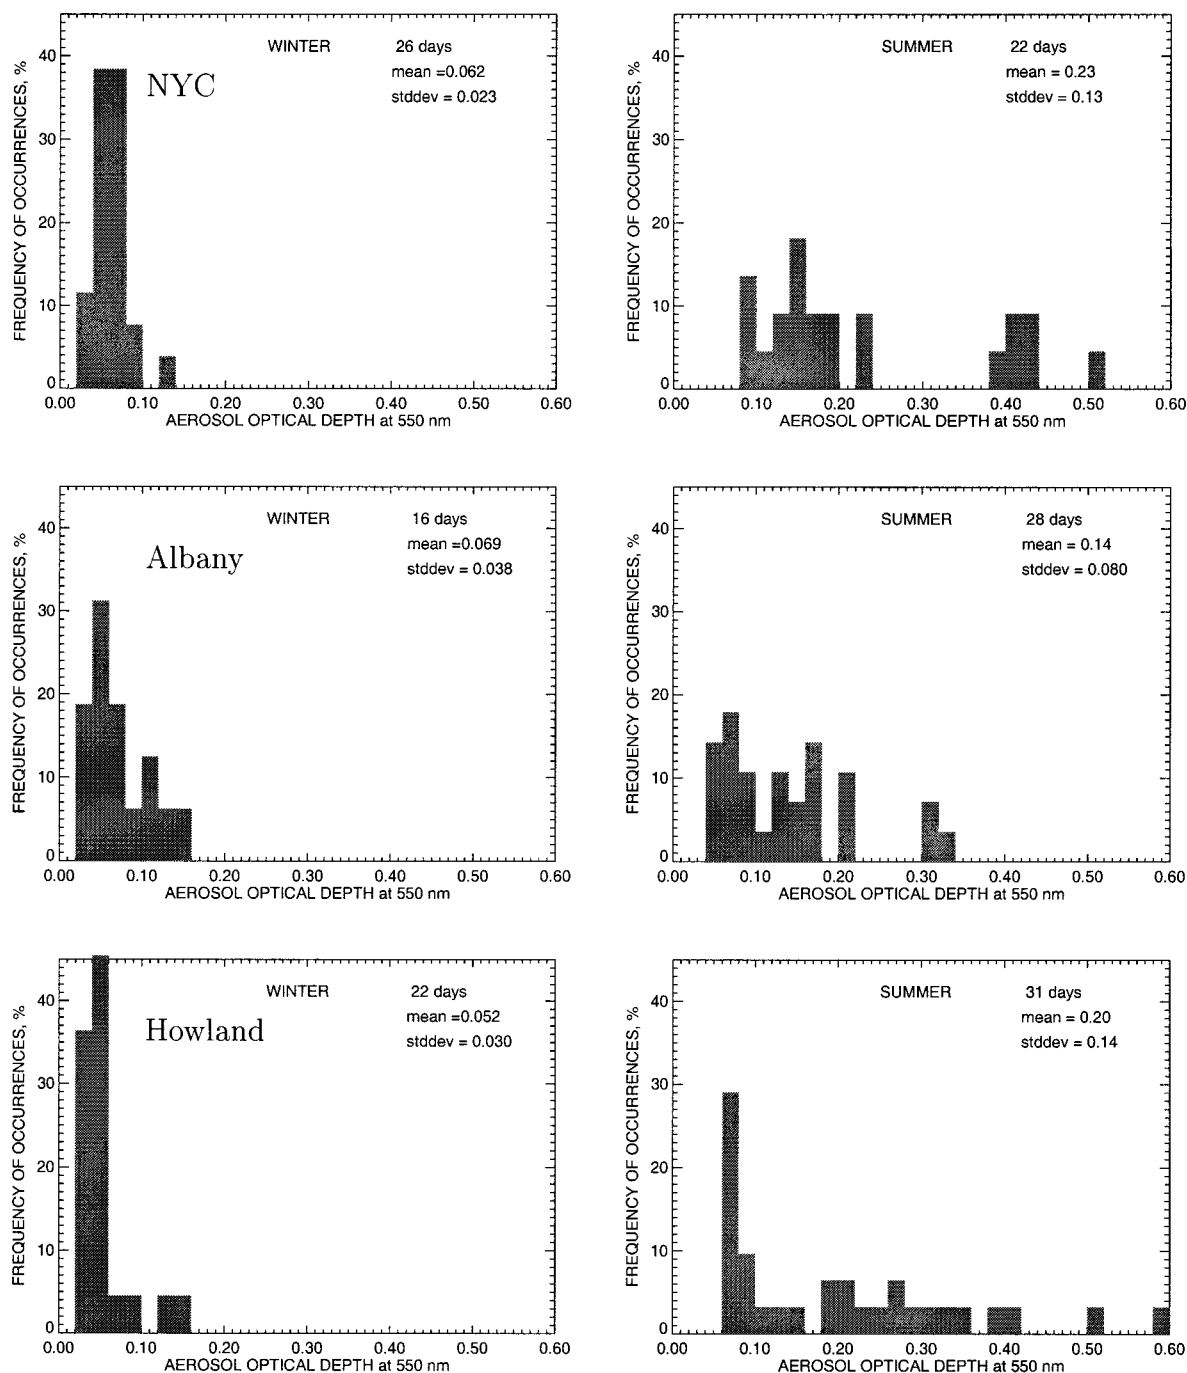 WINTER 26 days
NYC mean =0.062
stddev = 0.023
FREQUENCY OF OCCURRENCES, %
40
30
20
10
0
0.00 0.10 0.20 0.30 0.40 0.50 0.60
AEROSOL OPTICAL DEPTH at 550 nm
SUMMER 22 days
mean = 0.23
stddev = 0.13
FREQUENCY OF OCCURRENCES, %
40
30
20
10
0
0.00 0.10 0.20 0.30 0.40 0.50 0.60
AEROSOL OPTICAL DEPTH at 550 nm
WINTER 16 days
mean =0.069
Albany stddev = 0.038
FREQUENCY OF OCCURRENCES, %
40
30
20
10
0
0.00 0.10 0.20 0.30 0.40 0.50 0.60
AEROSOL OPTICAL DEPTH at 550 nm
SUMMER 28 days
mean = 0.14
stddev = 0.080
FREQUENCY OF OCCURRENCES, %
40
30
20
10
0
0.00 0.10 0.20 0.30 0.40 0.50 0.60
AEROSOL OPTICAL DEPTH at 550 nm
WINTER 22 days
mean =0.052
Howland stddev = 0.030
FREQUENCY OF OCCURRENCES, %
40
30
20
10
0
0.00 0.10 0.20 0.30 0.40 0.50 0.60
AEROSOL OPTICAL DEPTH at 550 nm
SUMMER 31 days
mean = 0.20
stddev = 0.14
FREQUENCY OF OCCURRENCES, %
40
30
20
10
0
0.00 0.10 0.20 0.30 0.40 0.50 0.60
AEROSOL OPTICAL DEPTH at 550 nm